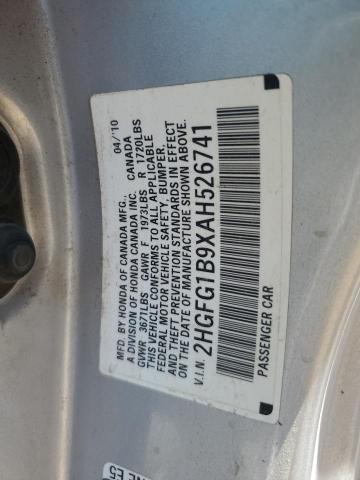 MFD. BY HONDA OF CANADA MFG. 04/10
A DIVISION OF HONDA CANADA INC. CANADA
GVWR 3671LBS GAWR F 1973LBS R 1720LBS
THIS VEHICLE CONFORMS TO ALL APPLICABLE
FEDERAL MOTOR VEHICLE SAFETY, BUMPER,
AND THEFT PREVENTION STANDARDS IN EFFECT
ON THE DATE OF MANUFACTURE SHOWN ABOVE.
V.I.N. 2HGFG1B9XAH526741
PASSENGER CAR